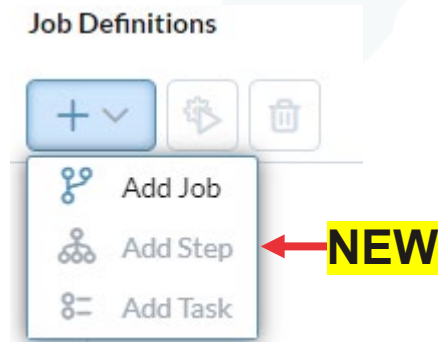 Job Definitions
Add Job
Add Step
NEW
Add Task